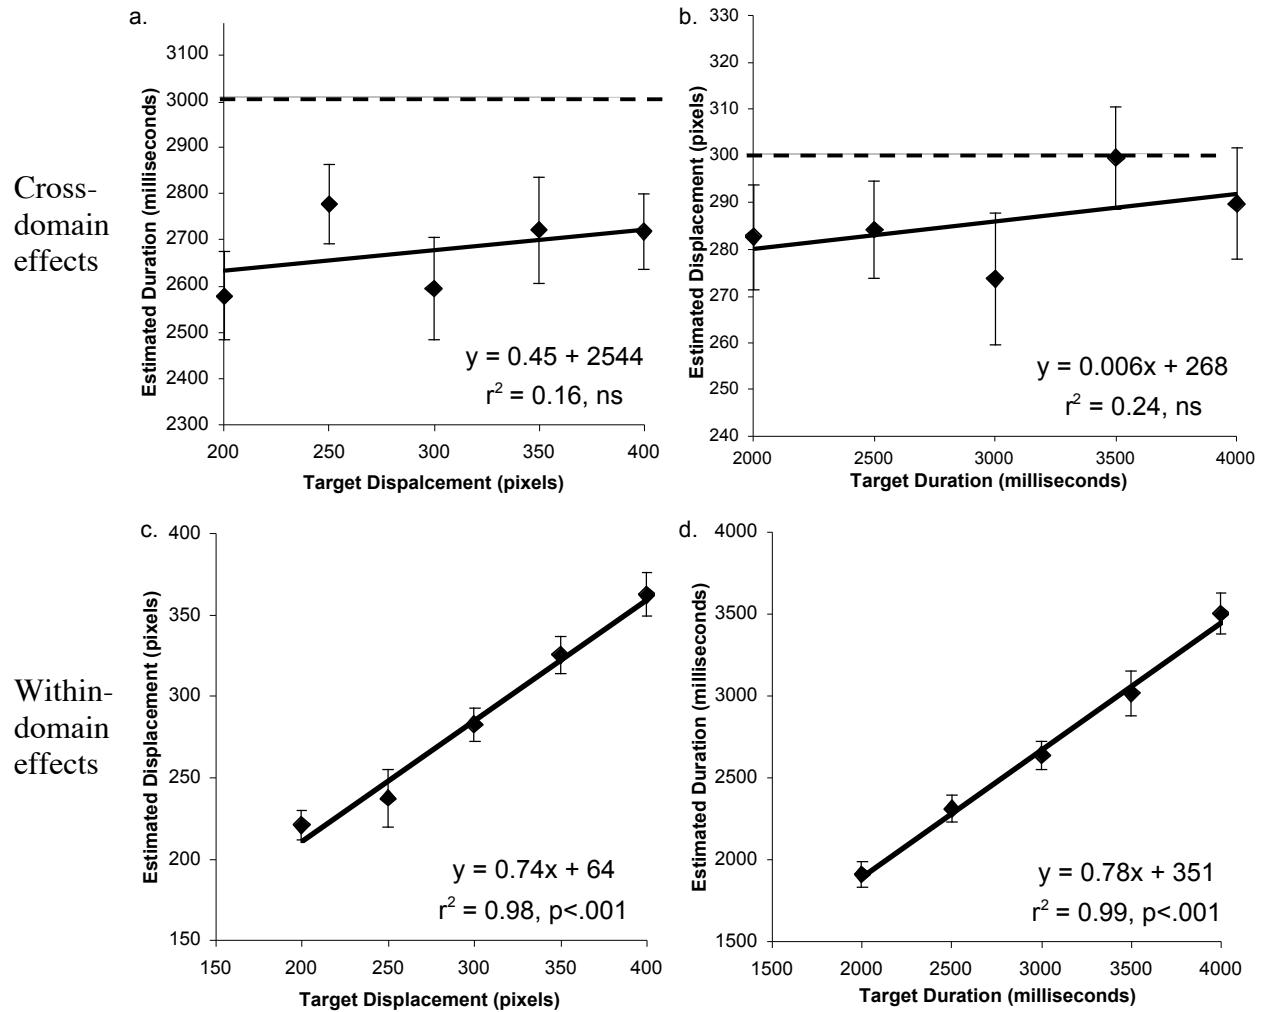 a.
Estimated Duration (milliseconds)
3100
3000
2900
2800
2700
2600
2500
2400
2300
200 250 300 350 400
Target Dispalcement (pixels)
y = 0.45 + 2544
r² = 0.16, ns
b.
Estimated Displacement (pixels)
330
320
310
300
290
280
270
260
250
240
2000 2500 3000 3500 4000
Target Duration (milliseconds)
y = 0.006x + 268
r² = 0.24, ns
Cross-
domain
effects
c.
Estimated Displacement (pixels)
400
350
300
250
200
150
150 200 250 300 350 400
Target Displacement (pixels)
y = 0.74x + 64
r² = 0.98, p<.001
d.
Estimated Duration (milliseconds)
4000
3500
3000
2500
2000
1500
1500 2000 2500 3000 3500 4000
Target Duration (milliseconds)
y = 0.78x + 351
r² = 0.99, p<.001
Within-
domain
effects